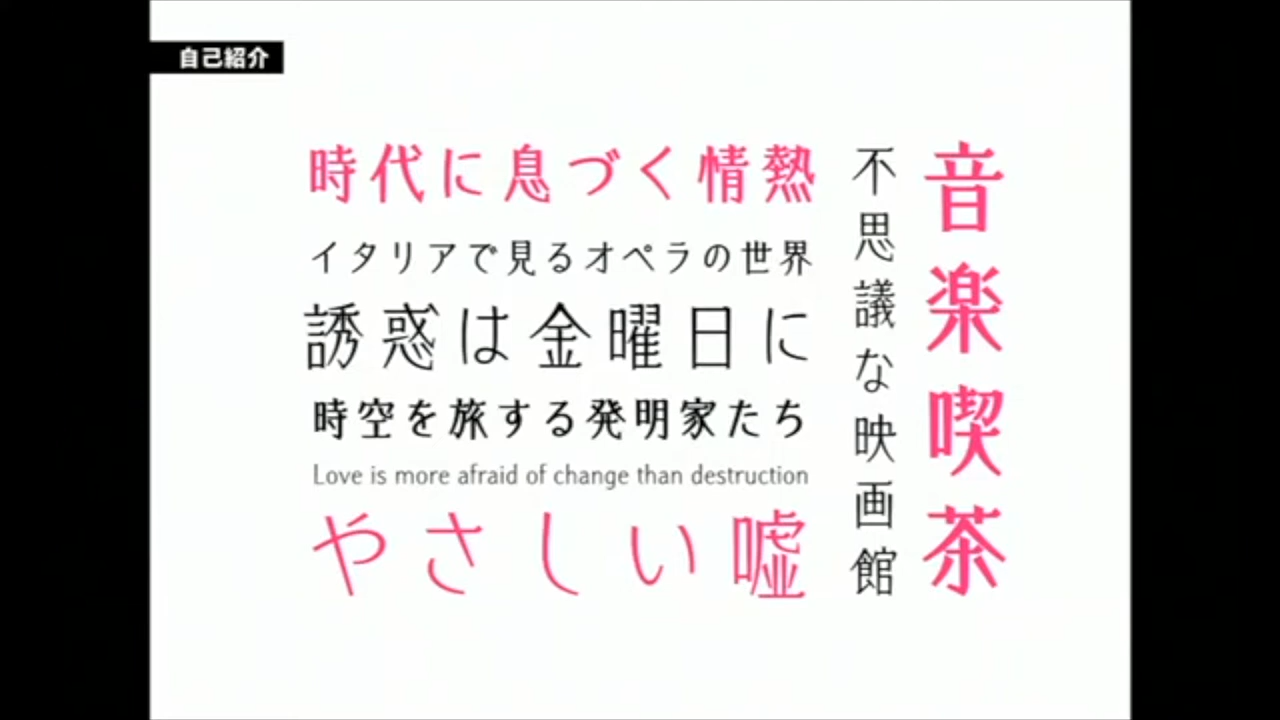 自己紹介
時代に息づく情熱
イタリアで見るオペラの世界
誘惑は金曜日に
時空を旅する発明家たち
Love is more afraid of change than destruction
やさしい嘘
音楽喫茶
不思議な映画館